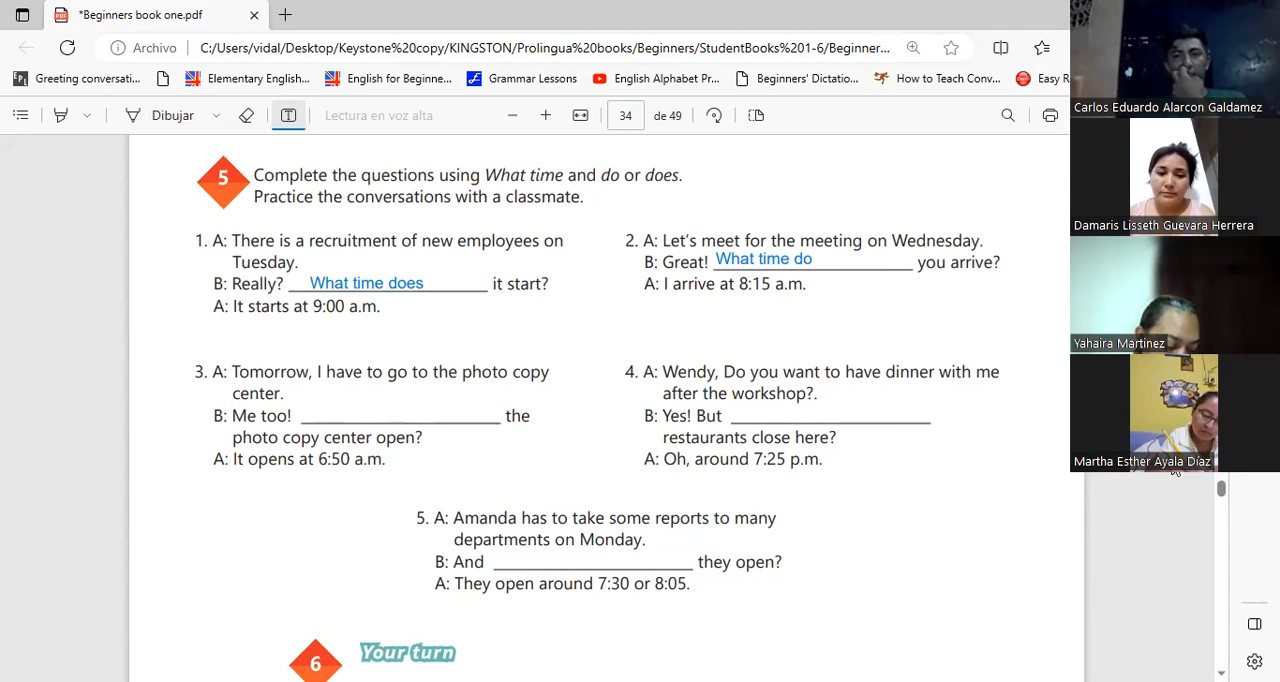 *Beginners book one.pdf
Archivo
C:/Users/vidal/Desktop/Keystone%20copy/KINGSTON/Prolingua%20books/Beginners/StudentBooks%201-6/Beginner...
Greeting conversati...
Elementary English...
English for Beginne...
Grammar Lessons
English Alphabet Pr...
Beginners' Dictatio...
How to Teach Conv...
Easy R
Dibujar
Lectura en voz alta
34
de 49
5
Complete the questions using What time and do or does.
Practice the conversations with a classmate.
1. A: There is a recruitment of new employees on
Tuesday.
B: Really? What time does it start?
A: It starts at 9:00 a.m.
2. A: Let's meet for the meeting on Wednesday.
B: Great! What time do you arrive?
A: I arrive at 8:15 a.m.
3. A: Tomorrow, I have to go to the photo copy
center.
B: Me too! ____________________ the
photo copy center open?
A: It opens at 6:50 a.m.
4. A: Wendy, Do you want to have dinner with me
after the workshop?.
B: Yes! But ____________________
restaurants close here?
A: Oh, around 7:25 p.m.
5. A: Amanda has to take some reports to many
departments on Monday.
B: And ____________________ they open?
A: They open around 7:30 or 8:05.
6
Your turn
Carlos Eduardo Alarcon Galdamez
Damaris Lisseth Guevara Herrera
Yahaira Martinez
Martha Esther Ayala Díaz